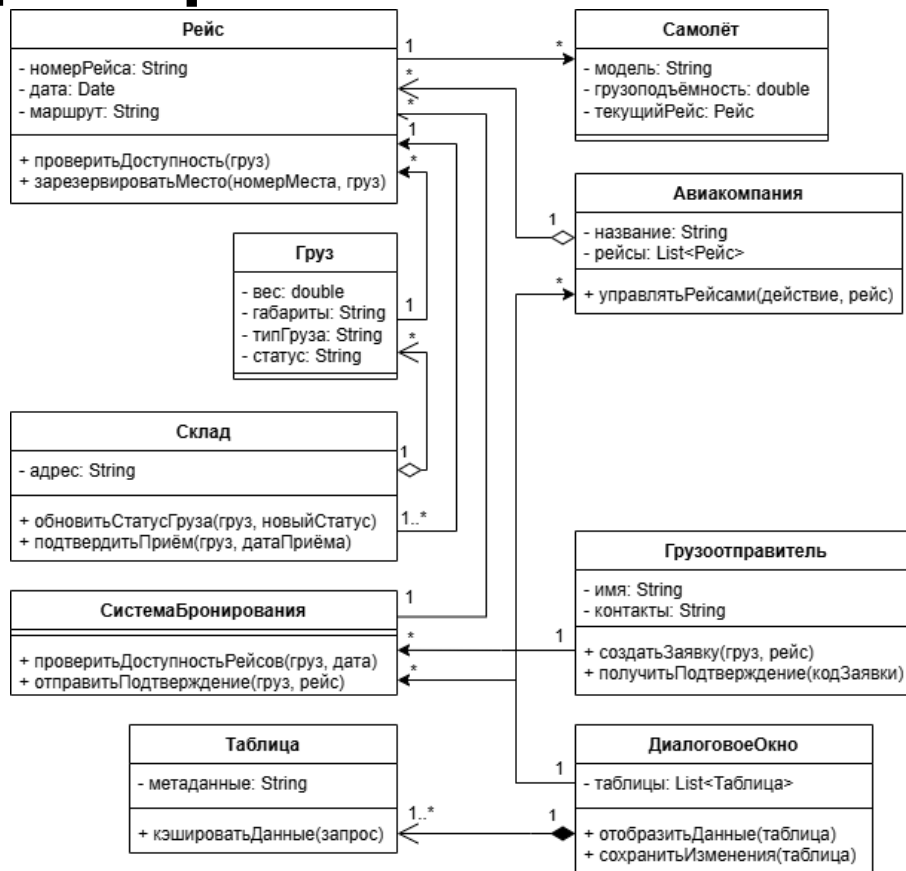 Рейс
- номерРейса: String
- дата: Date
- маршрут: String
+ проверитьДоступность(груз)
+ зарезервироватьМесто(номерМеста, груз)
1
*
*
*
1
*
Самолёт
- модель: String
- грузоподъёмность: double
- текущийРейс: Рейс
Авиакомпания
- название: String
- рейсы: List<Рейс>
+ управлятьРейсами(действие, рейс)
1
*
Груз
- вес: double
- габариты: String
- типГруза: String
- статус: String
1
*
Склад
- адрес: String
+ обновитьСтатусГруза(груз, новыйСтатус)
+ подтвердитьПриём(груз, датаПриёма)
1
1..*
СистемаБронирования
+ проверитьДоступностьРейсов(груз, дата)
+ отправитьПодтверждение(груз, рейс)
1
*
*
Грузоотправитель
- имя: String
- контакты: String
+ создатьЗаявку(груз, рейс)
+ получитьПодтверждение(кодЗаявки)
1
Таблица
- метаданные: String
+ кэшироватьДанные(запрос)
1..*
ДиалоговоеОкно
- таблицы: List<Таблица>
+ отобразитьДанные(таблица)
+ сохранитьИзменения(таблица)
1
1